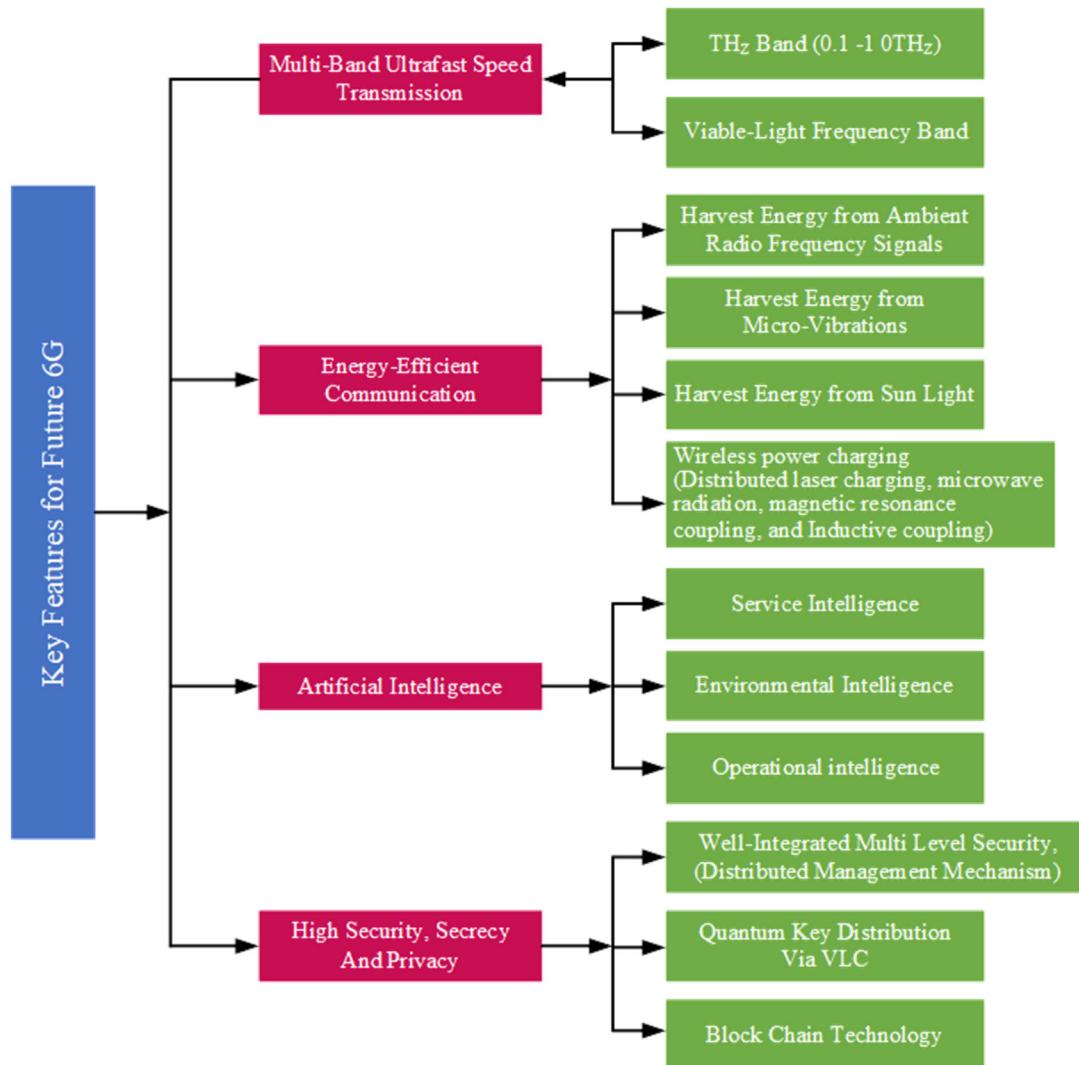 Key Features for Future 6G
Multi-Band Ultrafast Speed
Transmission
THz Band (0.1 -1 0THz)
Viable-Light Frequency Band
Energy-Efficient
Communication
Harvest Energy from Ambient
Radio Frequency Signals
Harvest Energy from
Micro-Vibrations
Harvest Energy from Sun Light
Wireless power charging
(Distributed laser charging, microwave
radiation, magnetic resonance
coupling, and Inductive coupling)
Artificial Intelligence
Service Intelligence
Environmental Intelligence
Operational intelligence
High Security, Secrecy
And Privacy
Well-Integrated Multi Level Security,
(Distributed Management Mechanism)
Quantum Key Distribution
Via VLC
Block Chain Technology